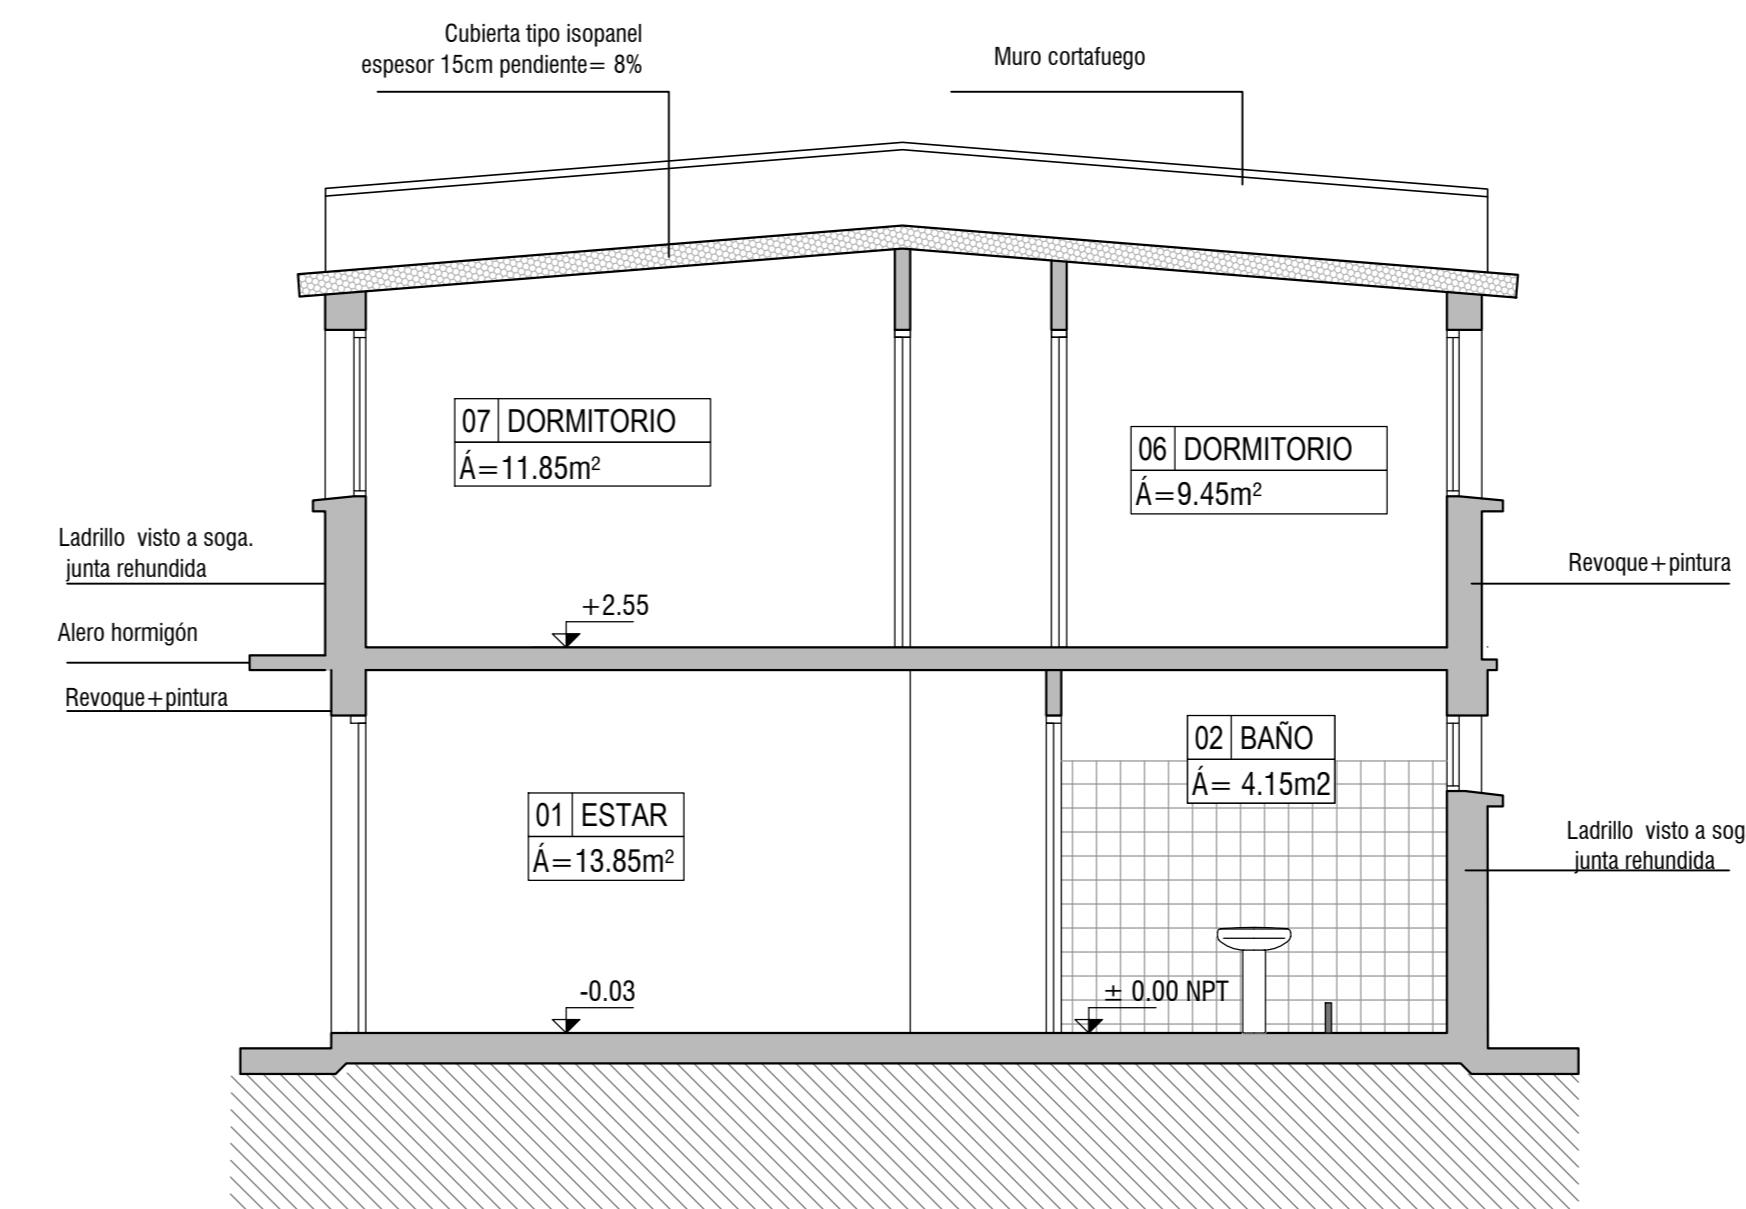 Cubierta tipo isopanel
espesor 15cm pendiente= 8%
Muro cortafuego
07 DORMITORIO
Á=11.85m²
06 DORMITORIO
Á=9.45m²
Ladrillo visto a soga.
junta rehundida
Revoque+pintura
+2.55
Alero hormigón
Revoque+pintura
02 BAÑO
Á= 4.15m2
01 ESTAR
Á=13.85m²
Ladrillo visto a sog
junta rehundida
-0.03
± 0.00 NPT